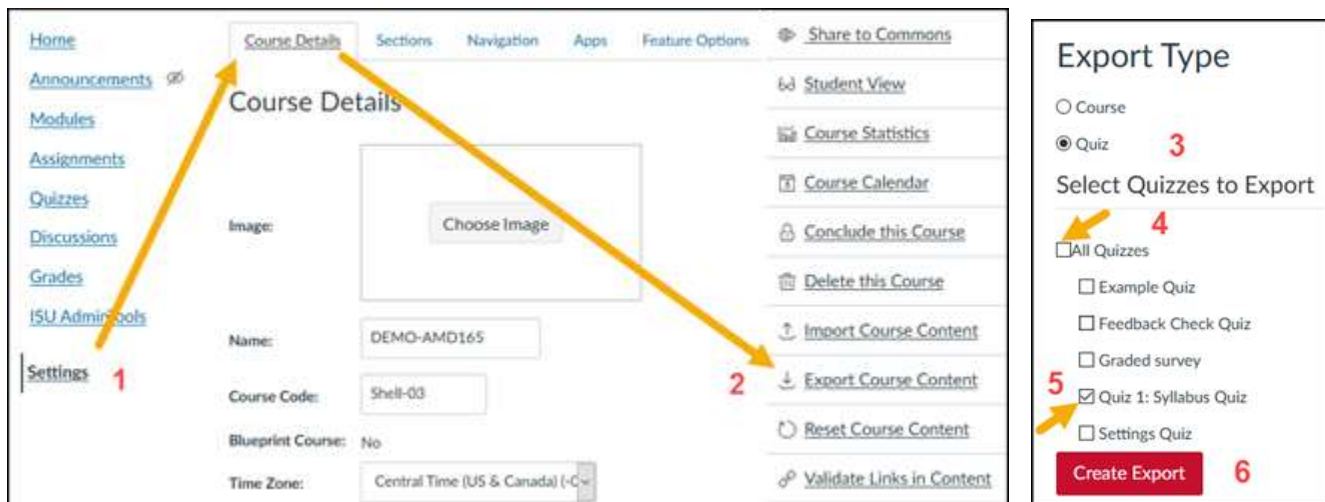 Home
Announcements
Modules
Assignments
Quizzes
Discussions
Grades
ISU AdminTools
Settings
1
Course Details
Sections
Navigation
Apps
Feature Options
Course Details
Image:
Choose Image
Name:
DEMO-AMD165
Course Code:
Shell-03
Blueprint Course:
No
Time Zone:
Central Time (US & Canada) (-0
Share to Commons
Student View
Course Statistics
Course Calendar
Conclude this Course
Delete this Course
Import Course Content
2
Export Course Content
Reset Course Content
Validate Links in Content
Export Type
Course
Quiz
3
Select Quizzes to Export
4
All Quizzes
Example Quiz
Feedback Check Quiz
Graded survey
5
Quiz 1: Syllabus Quiz
Settings Quiz
Create Export
6